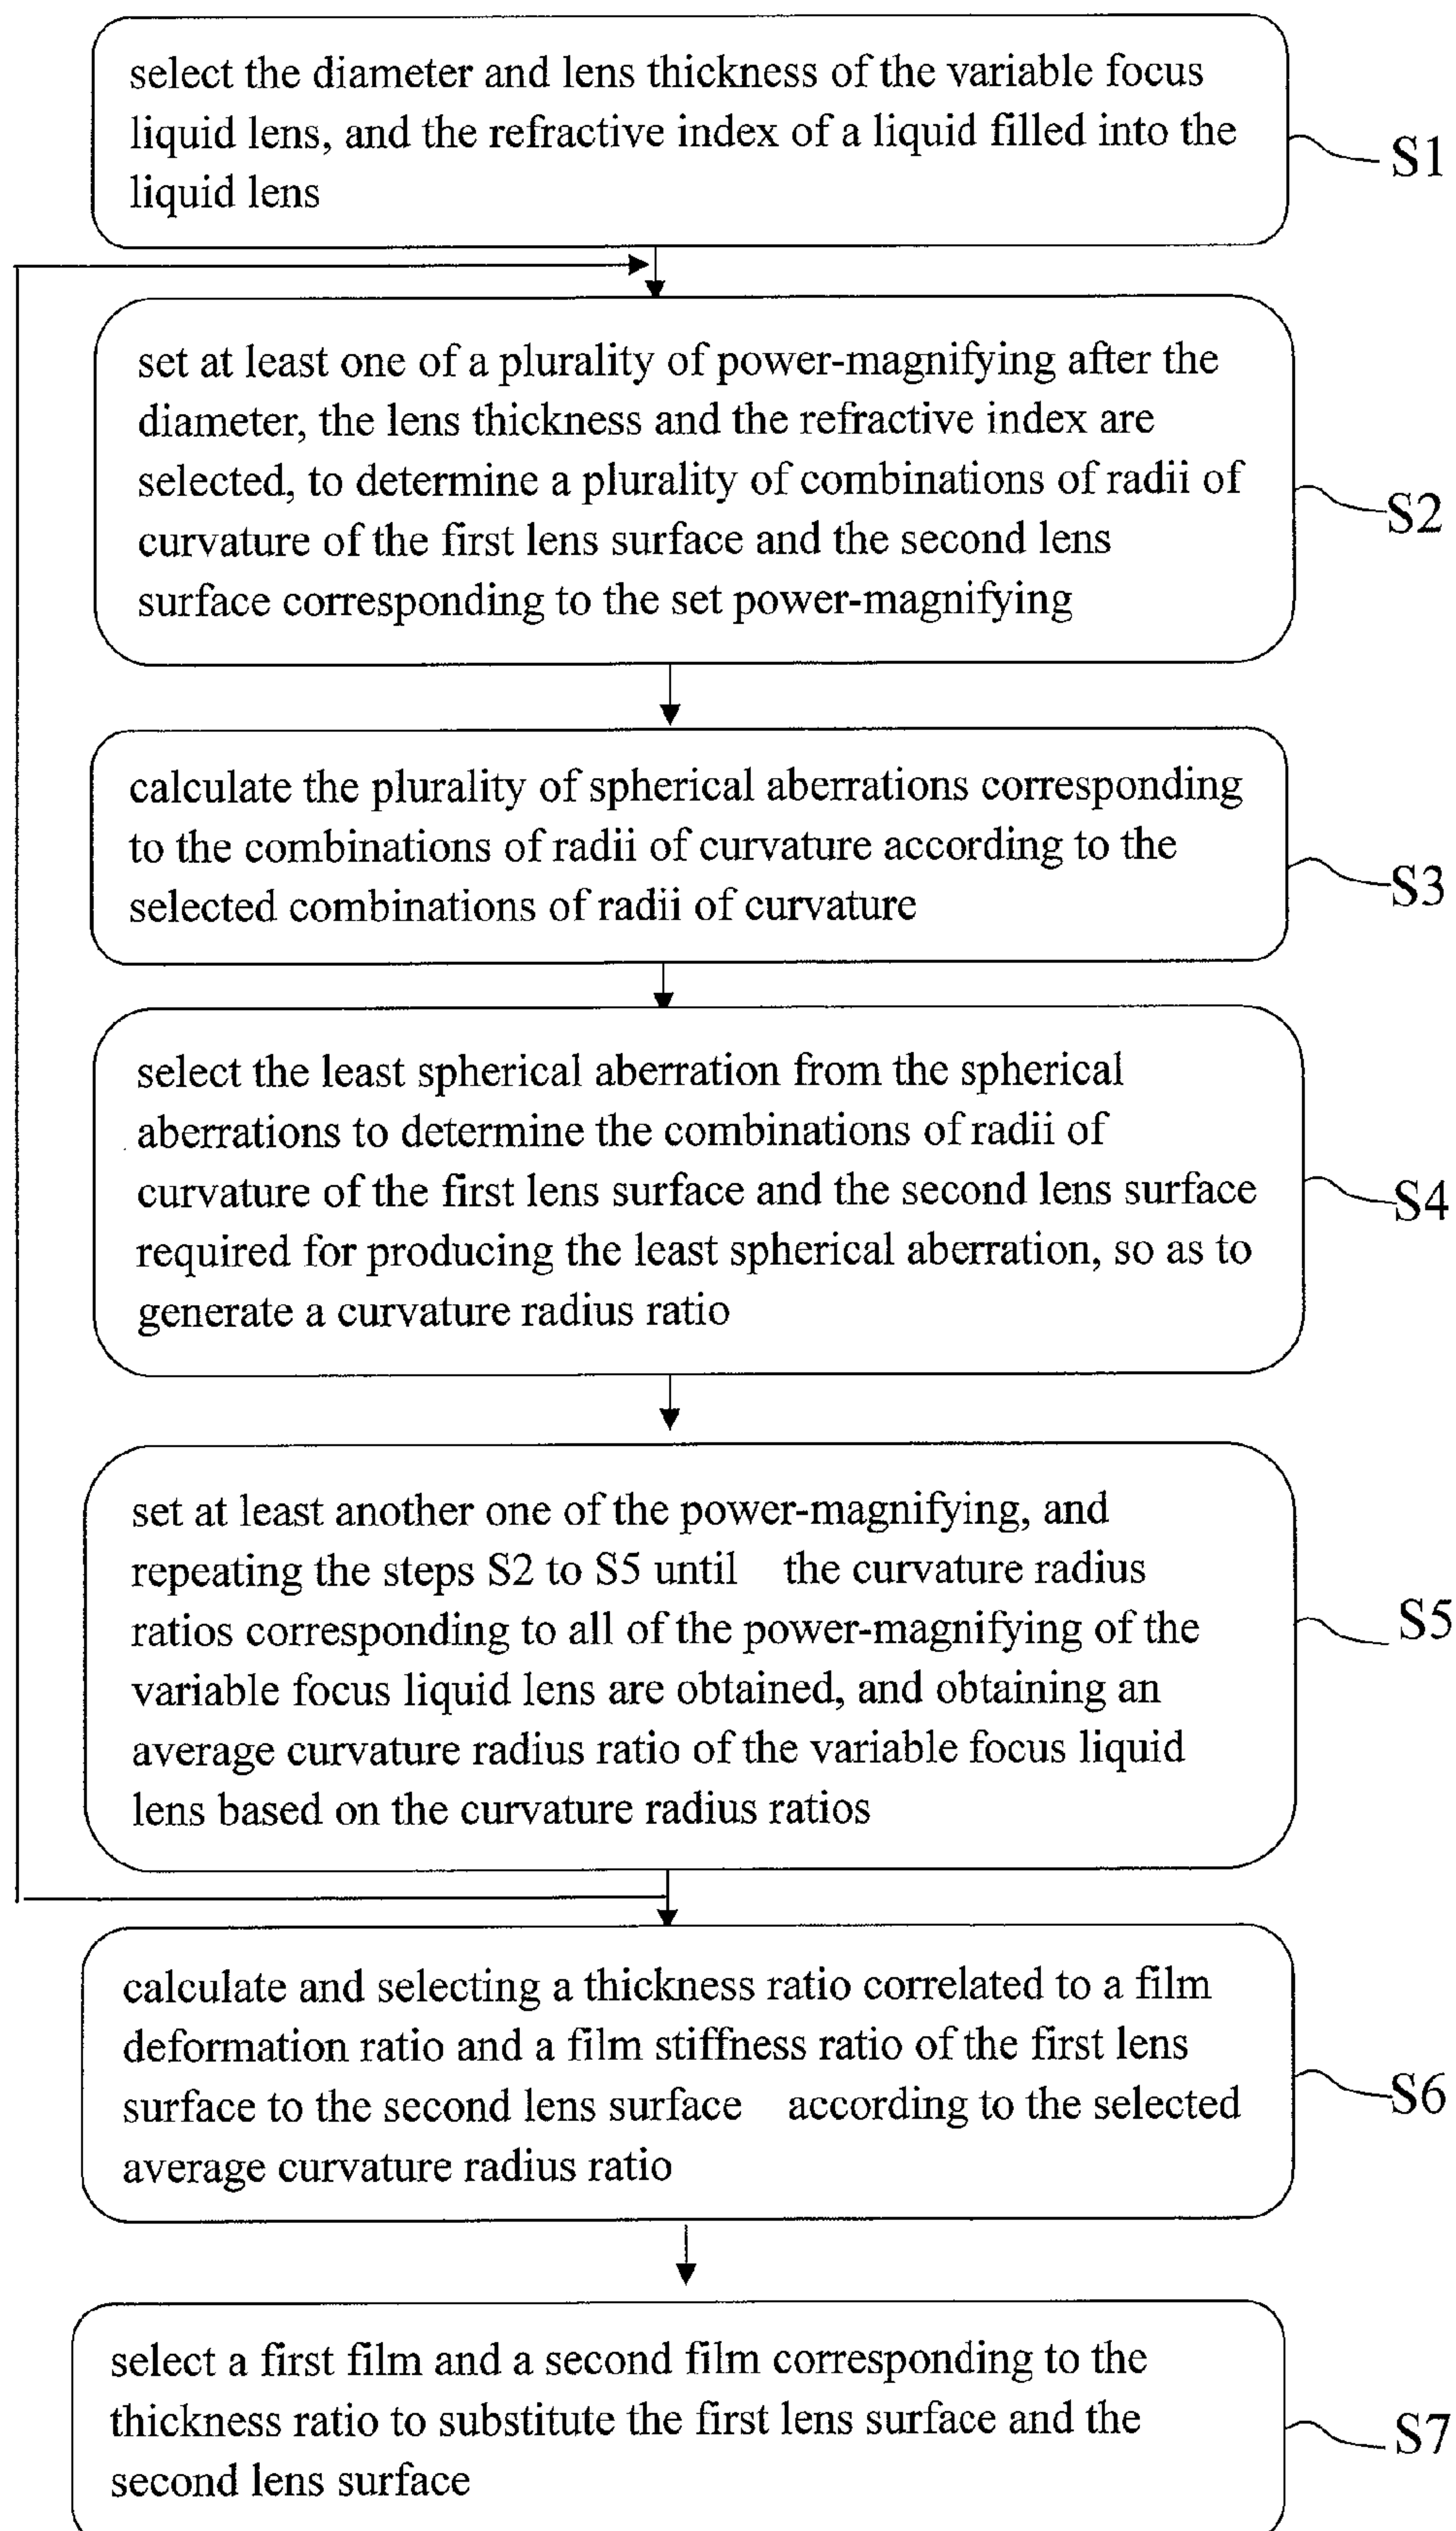 select the diameter and lens thickness of the variable focus
liquid lens, and the refractive index of a liquid filled into the
liquid lens
S1
set at least one of a plurality of power-magnifying after the
diameter, the lens thickness and the refractive index are
selected, to determine a plurality of combinations of radii of
curvature of the first lens surface and the second lens
surface corresponding to the set power-magnifying
S2
calculate the plurality of spherical aberrations corresponding
to the combinations of radii of curvature according to the
selected combinations of radii of curvature
S3
select the least spherical aberration from the spherical
aberrations to determine the combinations of radii of
curvature of the first lens surface and the second lens surface
required for producing the least spherical aberration, so as to
generate a curvature radius ratio
S4
set at least another one of the power-magnifying, and
repeating the steps S2 to S5 until the curvature radius
ratios corresponding to all of the power-magnifying of the
variable focus liquid lens are obtained, and obtaining an
average curvature radius ratio of the variable focus liquid
lens based on the curvature radius ratios
S5
calculate and selecting a thickness ratio correlated to a film
deformation ratio and a film stiffness ratio of the first lens
surface to the second lens surface according to the selected
average curvature radius ratio
S6
select a first film and a second film corresponding to the
thickness ratio to substitute the first lens surface and the
second lens surface
S7